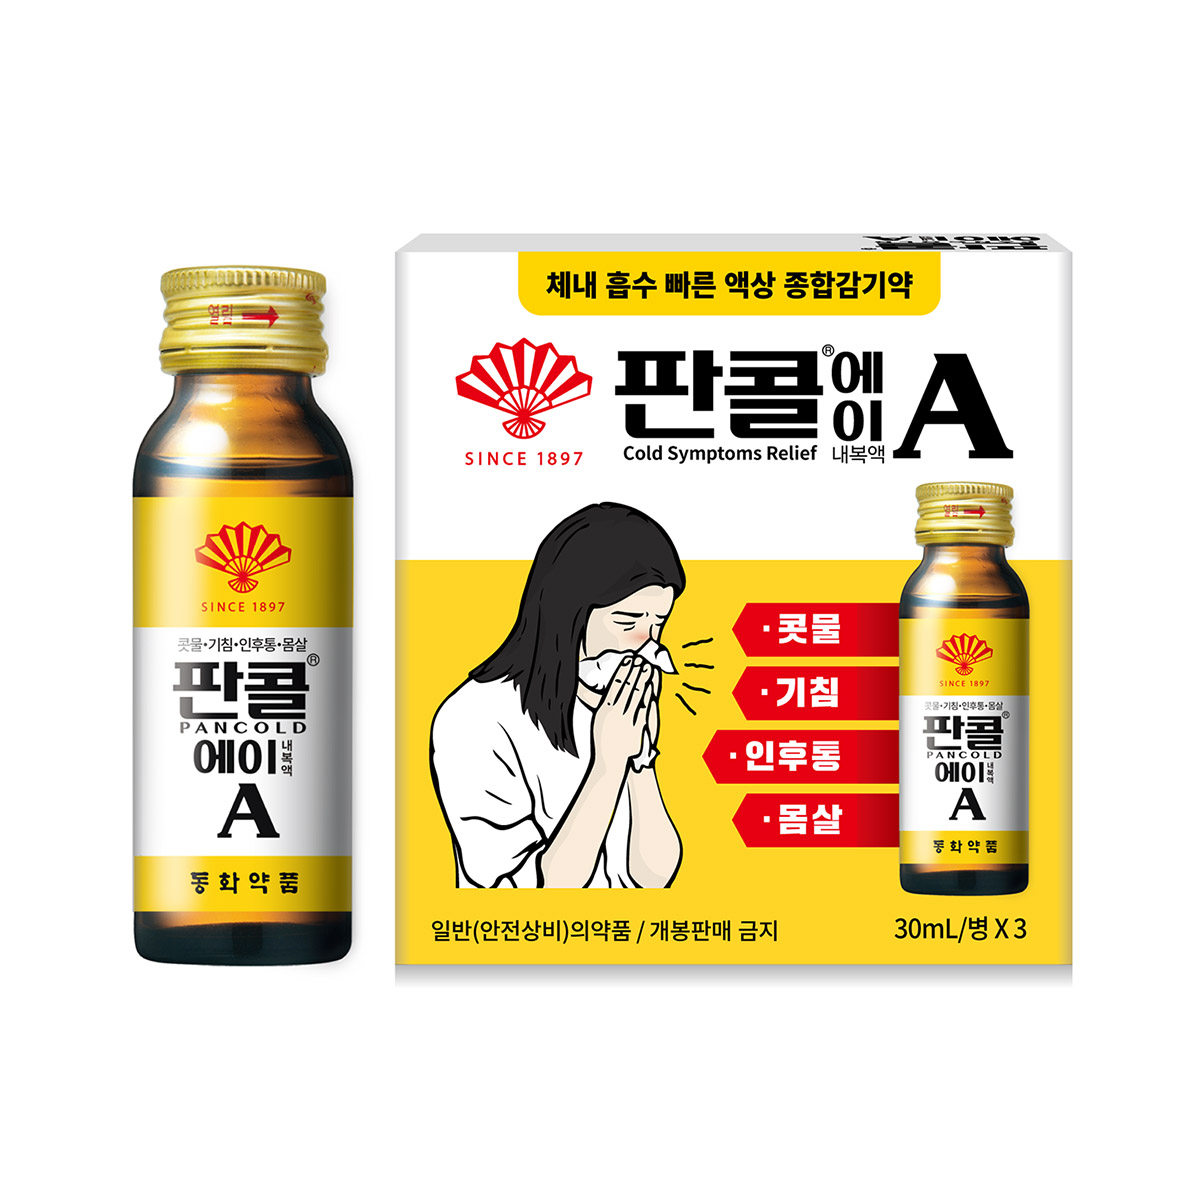 열림
SINCE 1897
콧물•기침•인후통•몸살
판콜®
PANCOLD
에이 내복액
A
동화약품
판콜에이A
체내 흡수 빠른 액상 종합감기약
SINCE 1897
판콜®에이 A
Cold Symptoms Relief 내복액
· 콧물
· 기침
· 인후통
· 몸살
열림
SINCE 1897
콧물•기침•인후통•몸살
판콜®
PANCOLD
에이 내복액
A
동화약품
일반(안전상비)의약품 / 개봉판매 금지
30mL/병 X 3